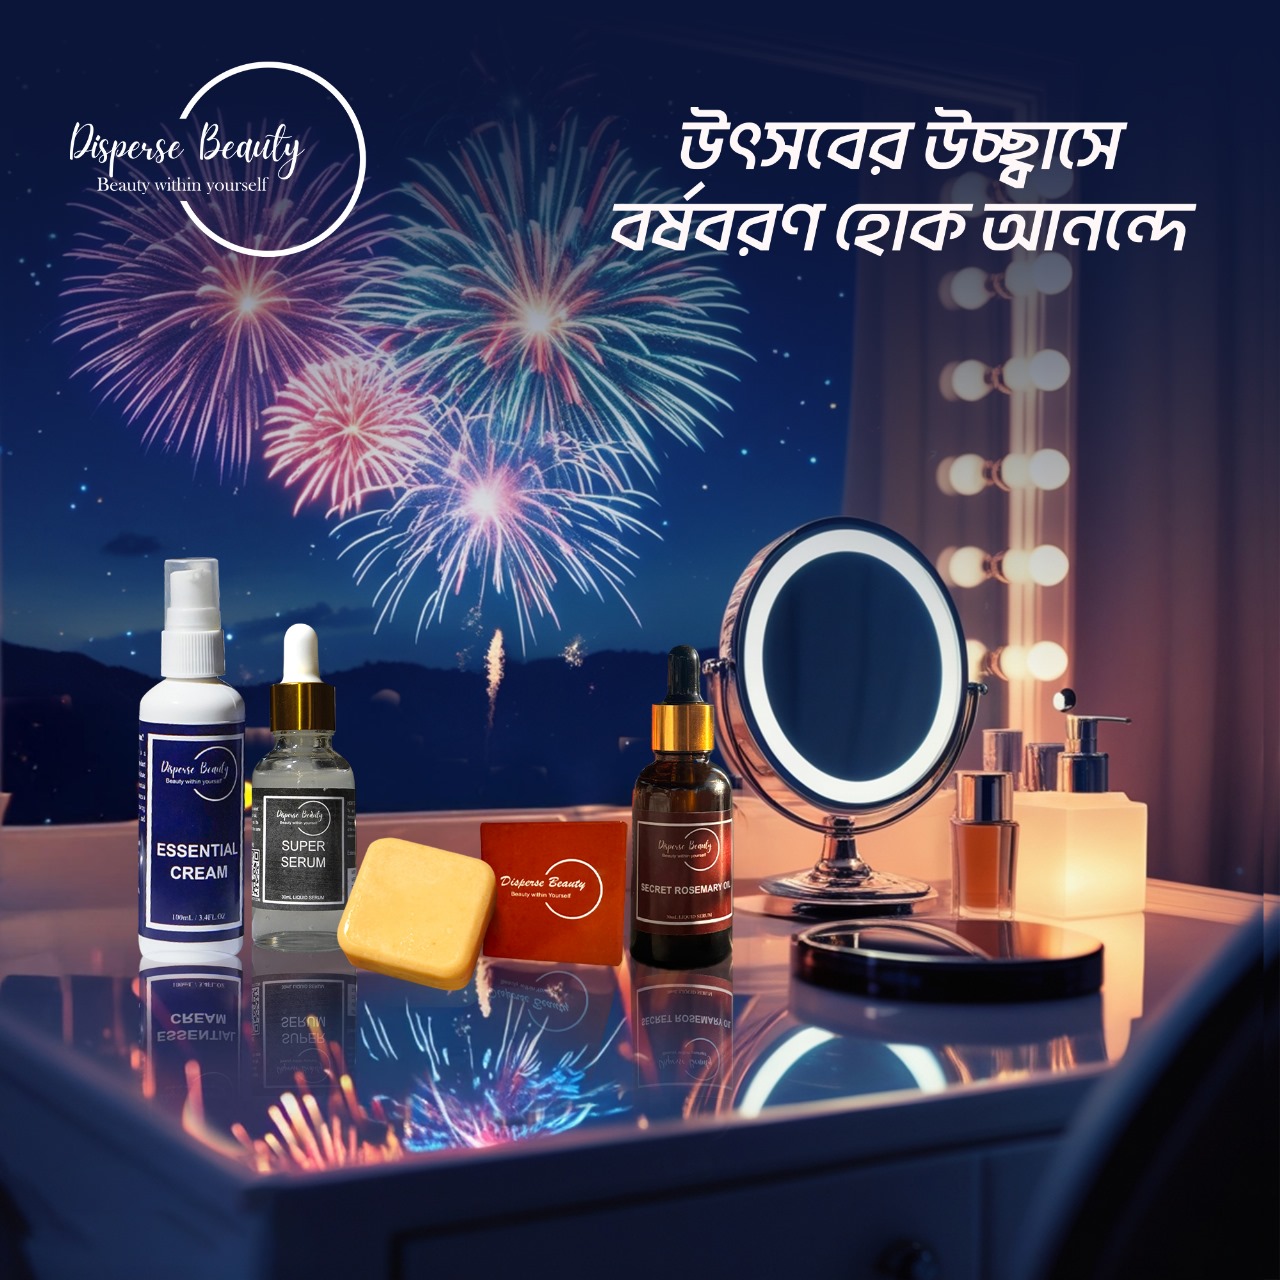 Disperse Beauty
Beauty within yourself
উৎসবের উচ্ছ্বাসে
বর্ষবরণ হোক আনন্দে
Disperse Beauty
Beauty within yourself
ESSENTIAL
CREAM
100mL / 3.4FL.OZ
Disperse Beauty
Beauty within yourself
SUPER
SERUM
30mL LIQUID SERUM
Disperse Beauty
Beauty within Yourself
Disperse Beauty
Beauty within yourself
SECRET ROSEMARY OIL